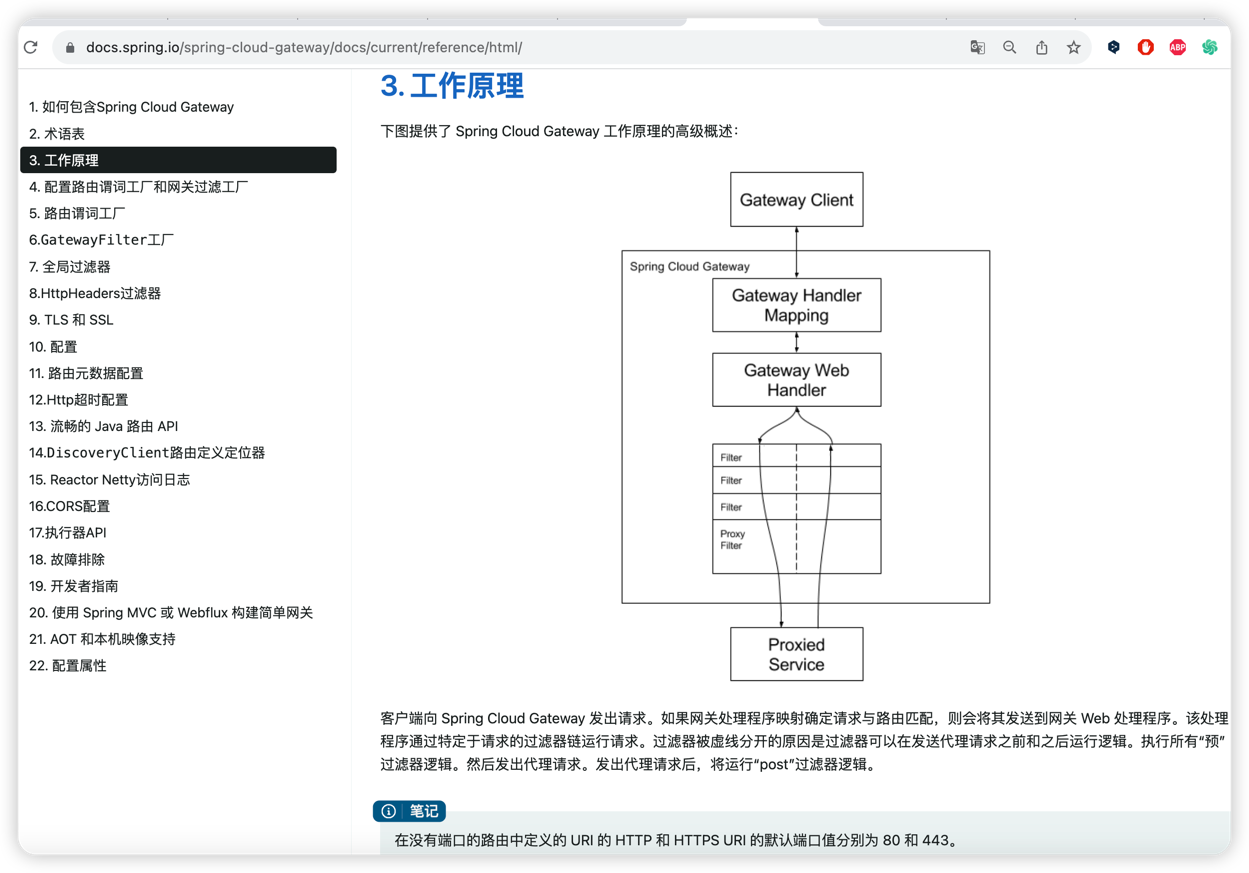 docs.spring.io/spring-cloud-gateway/docs/current/reference/html/
ABP
1. 如何包含Spring Cloud Gateway
2. 术语表
3. 工作原理
4. 配置路由谓词工厂和网关过滤工厂
5. 路由谓词工厂
6.GatewayFilter工厂
7. 全局过滤器
8.HttpHeaders过滤器
9. TLS 和 SSL
10. 配置
11. 路由元数据配置
12.Http超时配置
13. 流畅的 Java 路由 API
14.DiscoveryClient路由定义定位器
15. Reactor Netty访问日志
16.CORS配置
17.执行器API
18. 故障排除
19. 开发者指南
20. 使用 Spring MVC 或 Webflux 构建简单网关
21. AOT 和本机映像支持
22. 配置属性
3. 工作原理
下图提供了 Spring Cloud Gateway 工作原理的高级概述：
Gateway Client
Spring Cloud Gateway
Gateway Handler
Mapping
Gateway Web
Handler
Filter
Filter
Filter
Proxy
Filter
Proxied
Service
客户端向 Spring Cloud Gateway 发出请求。如果网关处理程序映射确定请求与路由匹配，则会将其发送到网关 Web 处理程序。该处理
程序通过特定于请求的过滤器链运行请求。过滤器被虚线分开的原因是过滤器可以在发送代理请求之前和之后运行逻辑。执行所有“预”
过滤器逻辑。然后发出代理请求。发出代理请求后，将运行“post”过滤器逻辑。
笔记
在没有端口的路由中定义的 URI 的 HTTP 和 HTTPS URI 的默认端口值分别为 80 和 443。